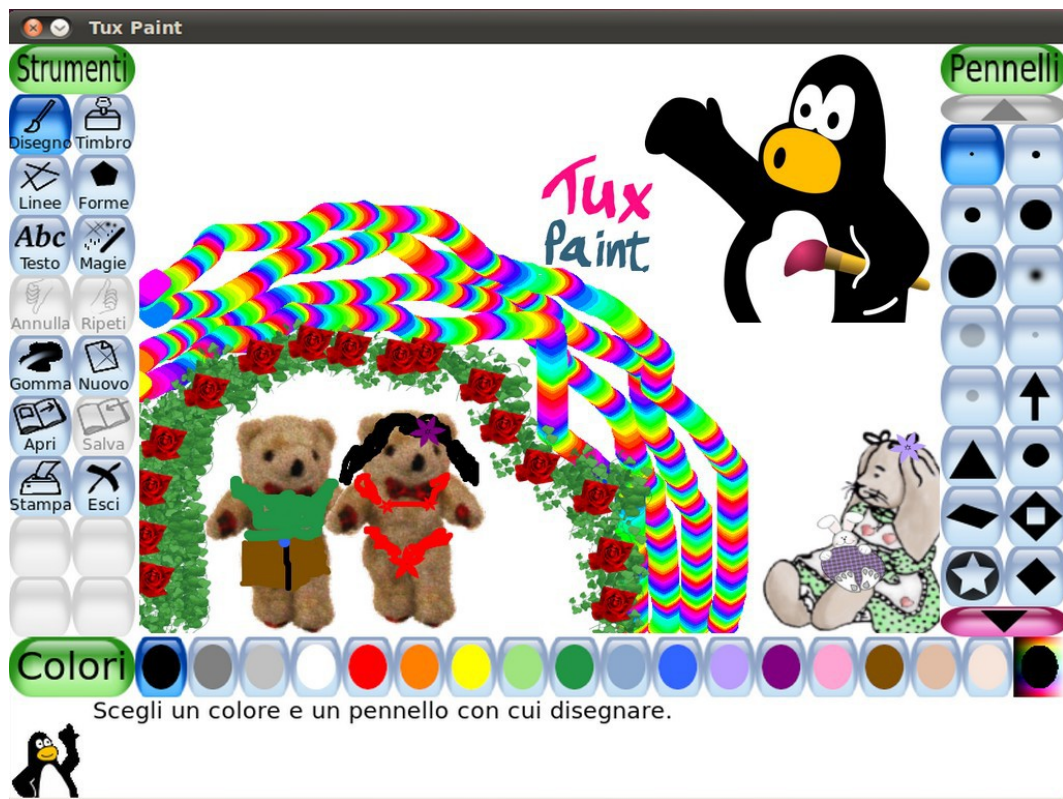 Tux Paint
Strumenti
Pennelli
Disegno Timbro
Linee Forme
Abc
Testo Magie
Annulla Ripeti
Gomma Nuovo
Apri Salva
Stampa Esci
Tux
Paint
Colori
Scegli un colore e un pennello con cui disegnare.